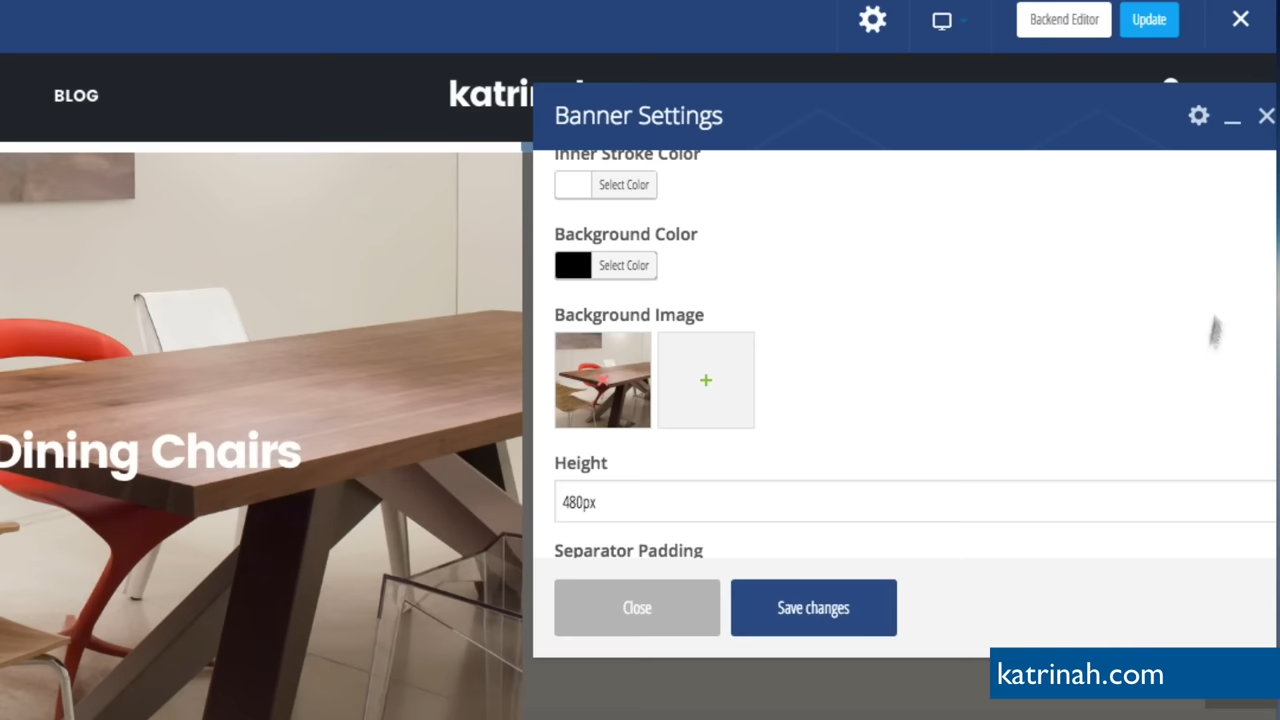 Backend Editor
Update
BLOG
katrin
Banner Settings
Inner Stroke Color
Select Color
Background Color
Select Color
Background Image
Height
480px
Separator Padding
Dining Chairs
Close
Save changes
katrinah.com